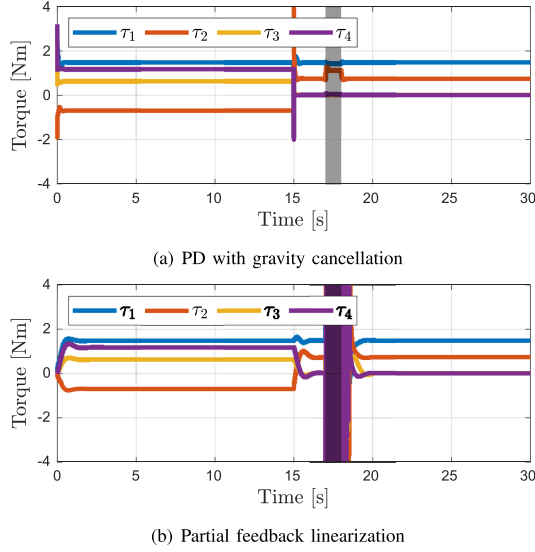 4
τ1 τ2 τ3 τ4
2
0
-2
-4
Torque [Nm]
0 5 10 15 20 25 30
Time [s]
(a) PD with gravity cancellation
4
τ1 τ2 τ3 τ4
2
0
-2
-4
Torque [Nm]
0 5 10 15 20 25 30
Time [s]
(b) Partial feedback linearization